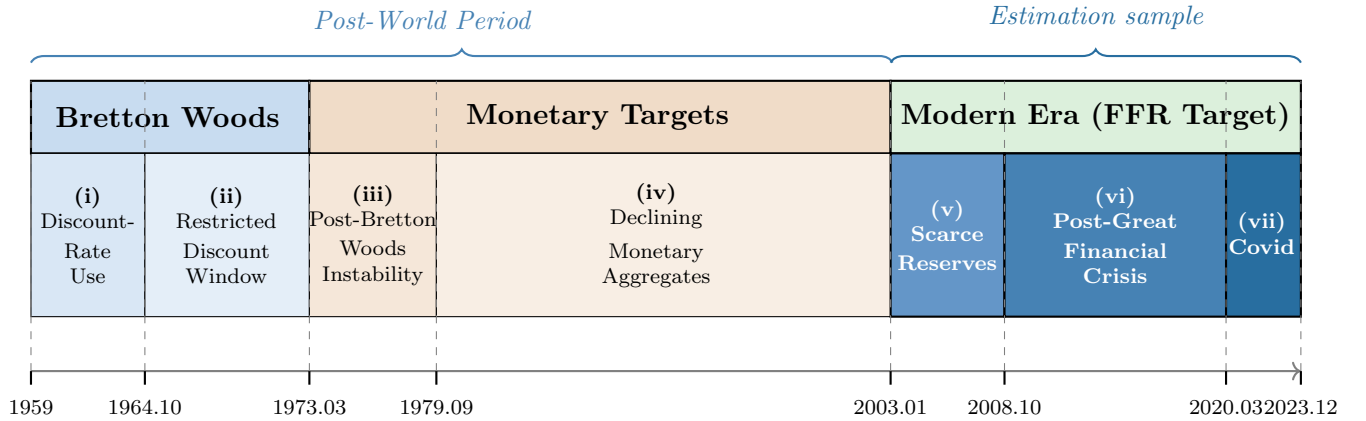 Post-World Period
Estimation sample
Bretton Woods
Monetary Targets
Modern Era (FFR Target)
(i)
Discount-
Rate
Use
(ii)
Restricted
Discount
Window
(iii)
Post-Bretton
Woods
Instability
(iv)
Declining
Monetary
Aggregates
(v)
Scarce
Reserves
(vi)
Post-Great
Financial
Crisis
(vii)
Covid
1959
1964.10
1973.03
1979.09
2003.01
2008.10
2020.03
2023.12